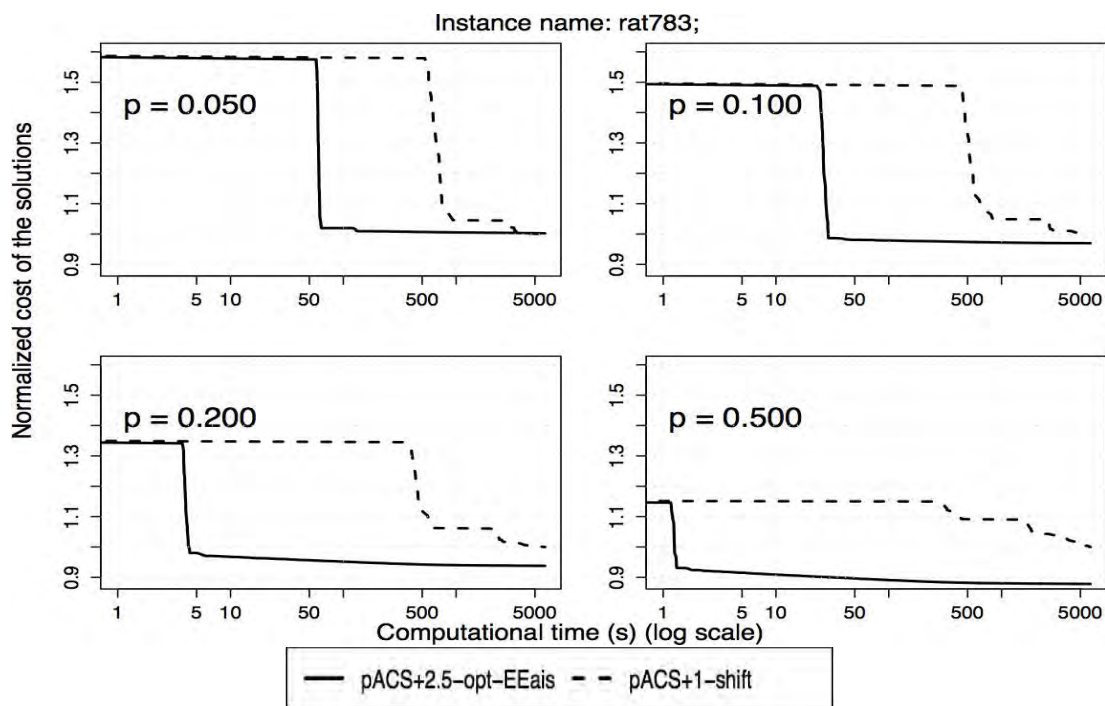 Instance name: rat783;
Normalized cost of the solutions
p = 0.050
0.9 1.1 1.3 1.5
1 5 10 50 500 5000
p = 0.100
0.9 1.1 1.3 1.5
1 5 10 50 500 5000
p = 0.200
0.9 1.1 1.3 1.5
1 5 10 50 500 5000
p = 0.500
0.9 1.1 1.3 1.5
1 5 10 50 500 5000
Computational time (s) (log scale)
pACS+2.5-opt-EEais pACS+1-shift